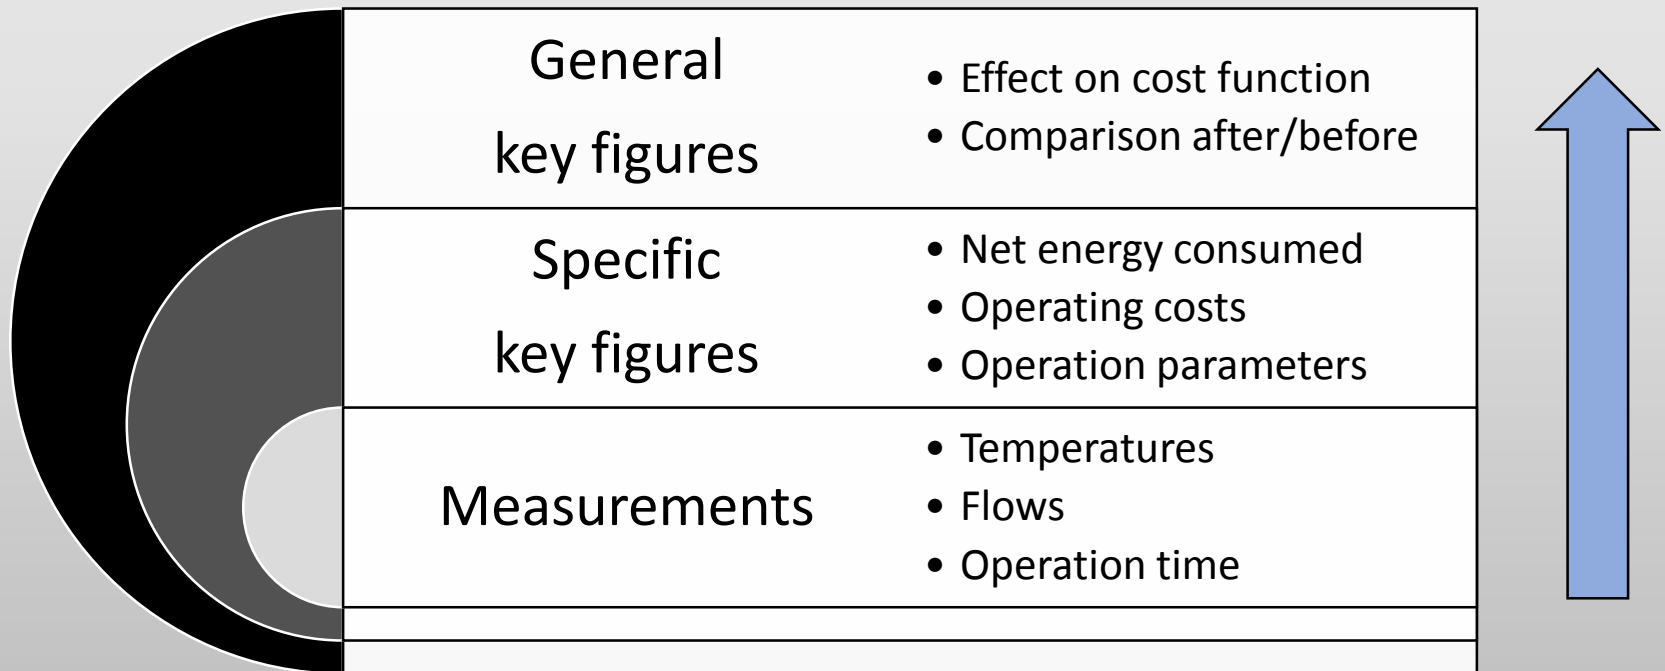 General
key figures
• Effect on cost function
• Comparison after/before
Specific
key figures
• Net energy consumed
• Operating costs
• Operation parameters
Measurements
• Temperatures
• Flows
• Operation time